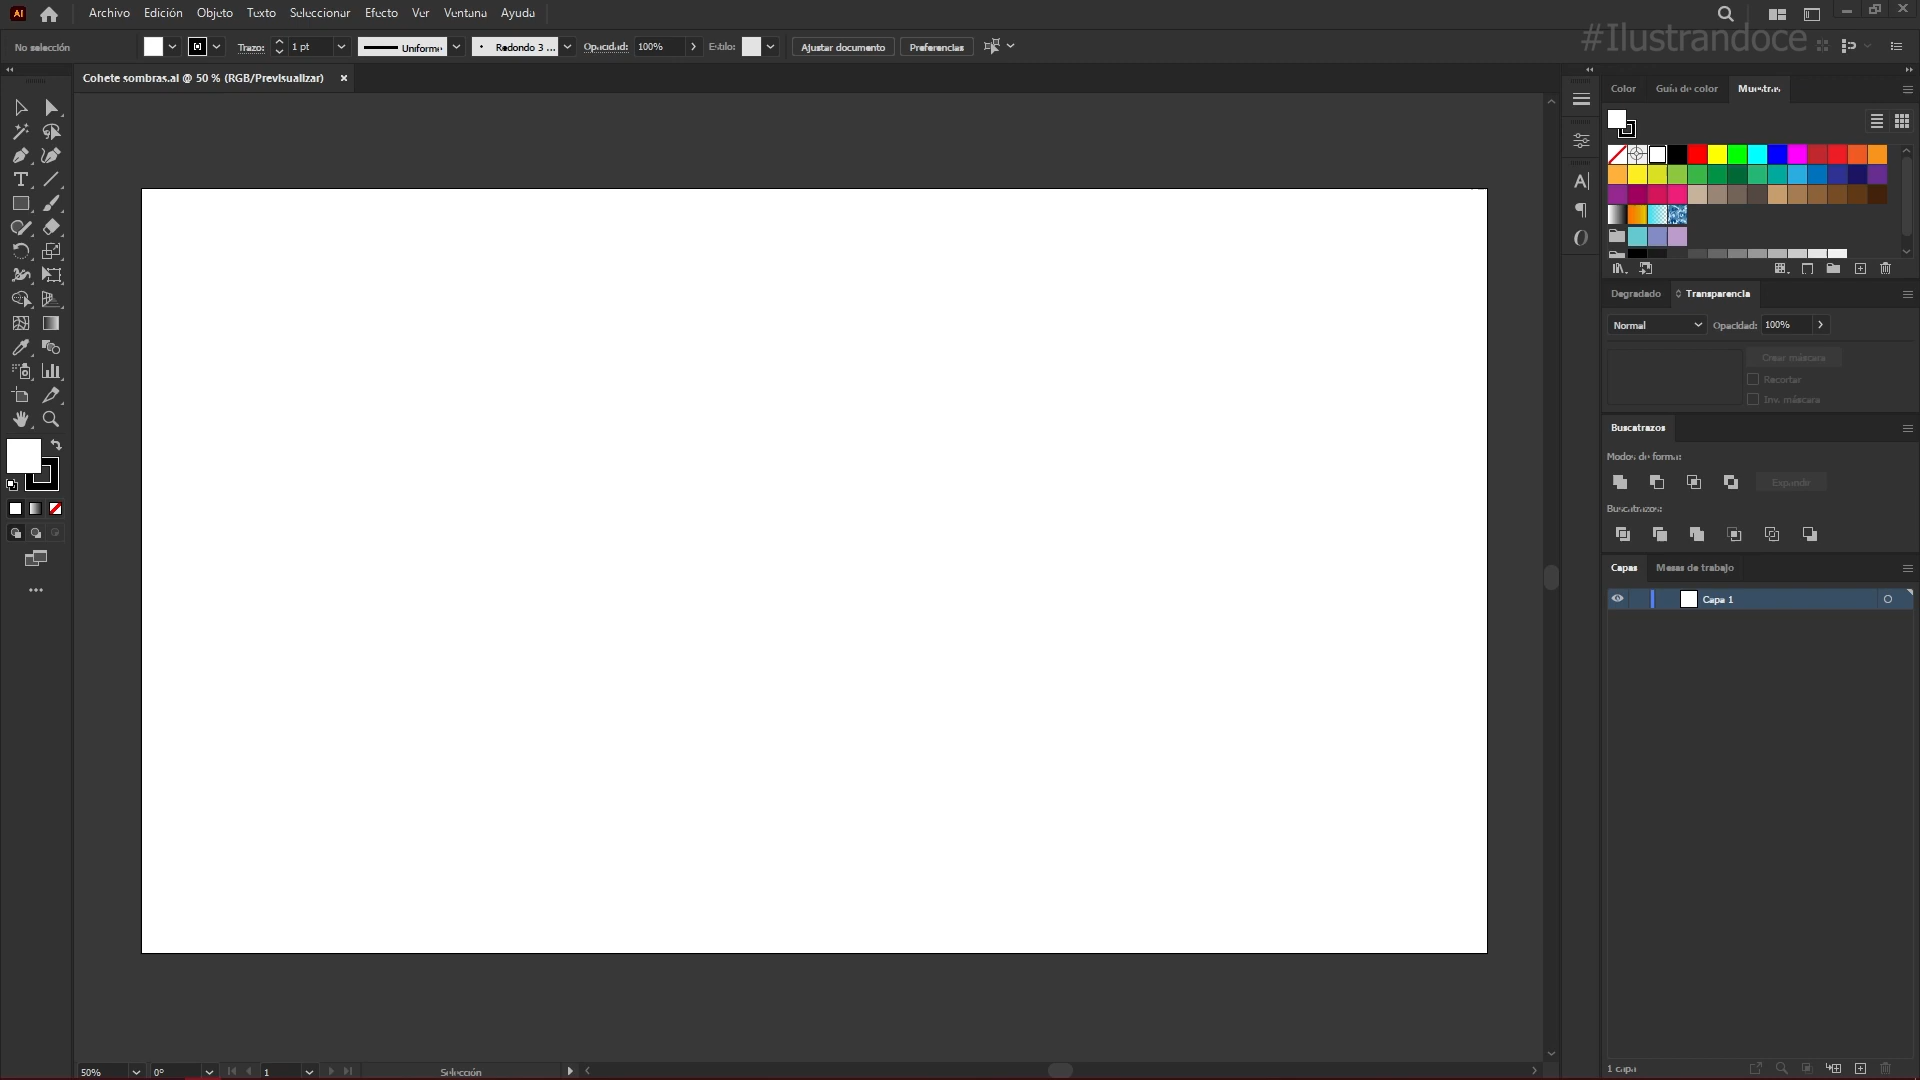 Ai Archivo Edición Objeto Texto Seleccionar Efecto Ver Ventana Ayuda
#Ilustrandoce
No selección Trazo: 1 pt Uniforme Redondo 3 ... Opacidad: 100% Estilo: Ajustar documento Preferencias
Cohete sombras.ai @ 50 % (RGB/Previsualizar) ×
Color Guía de color Muestras
Degradado Transparencia
Normal Opacidad: 100%
Crear máscara
Recortar
Inv. máscara
Buscatrazos
Modos de forma:
Expandir
Buscatrazos:
Capas Mesas de trabajo
Capa 1
1 capa
50% 0° 1 Selección